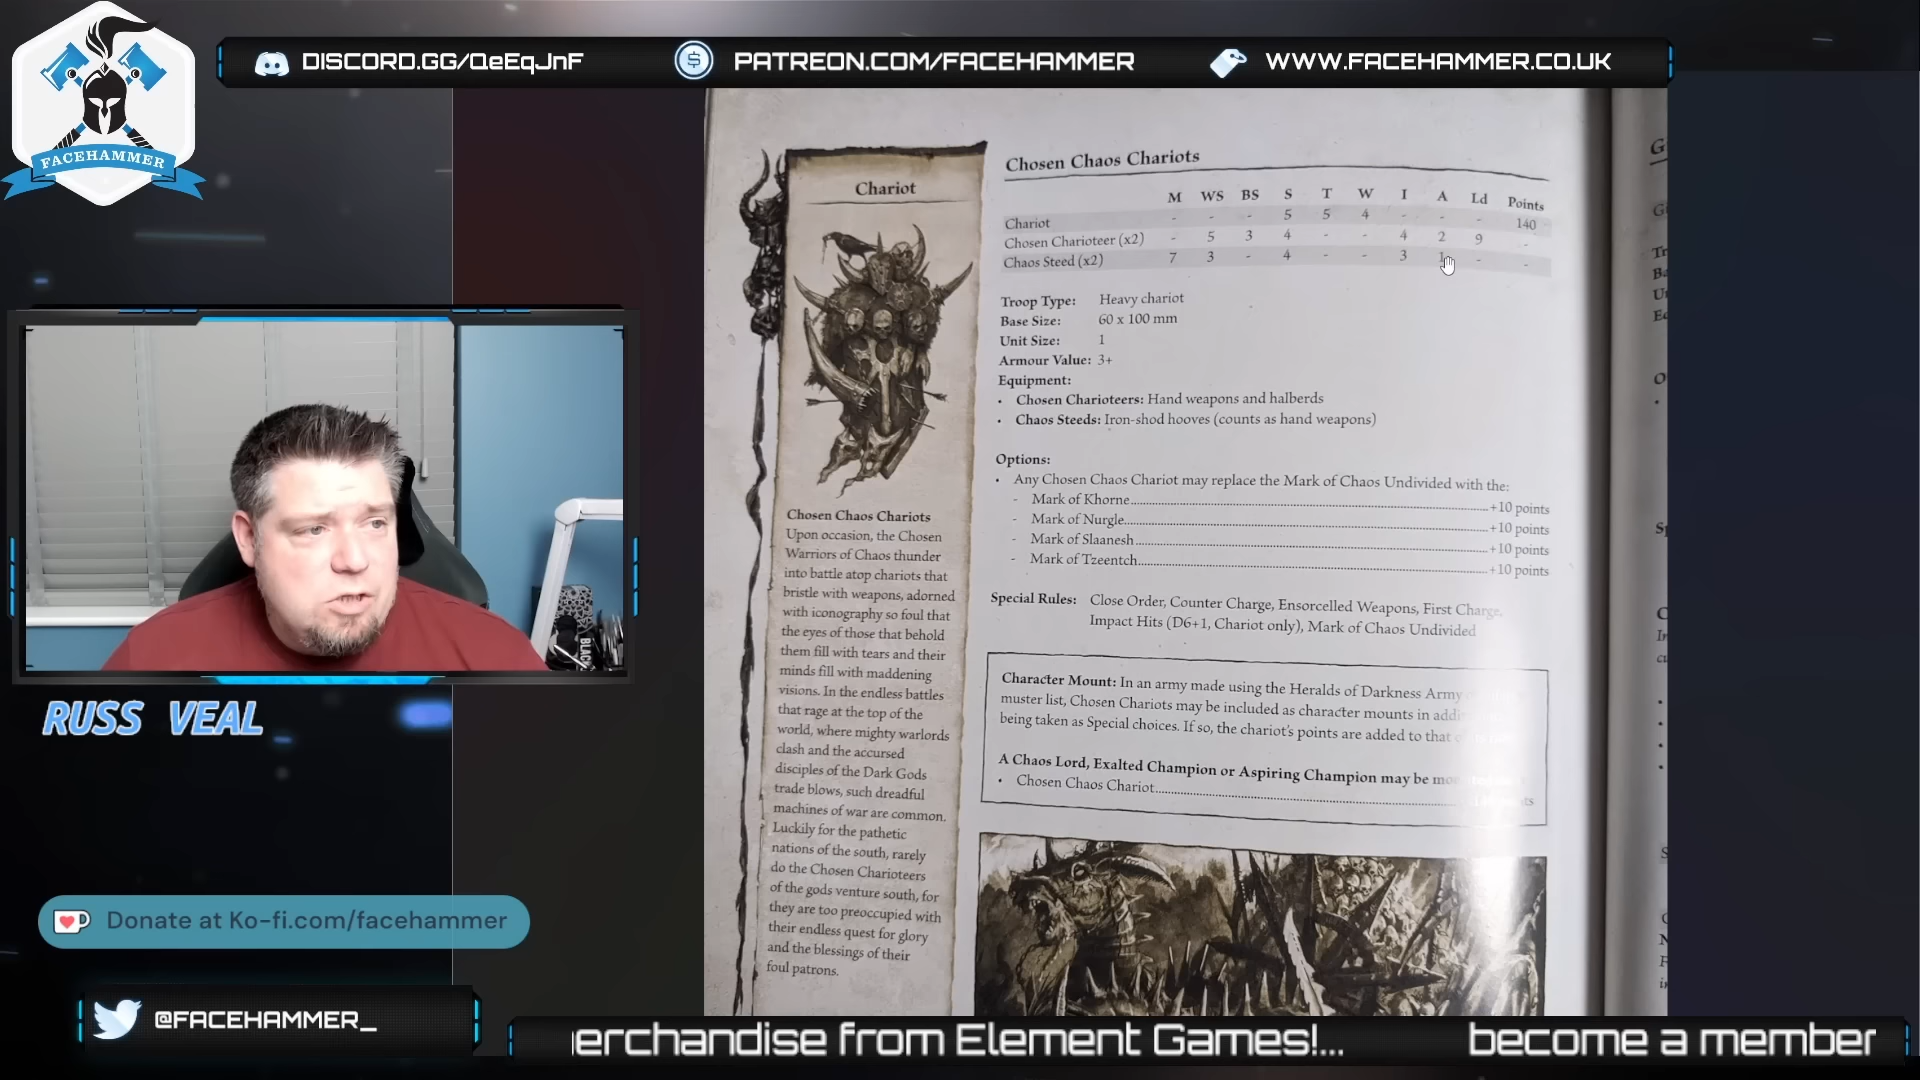 DISCORD.GG/QeEqJnF
PATREON.COM/FACEHAMMER
WWW.FACEHAMMER.CO.UK
FACEHAMMER
Chariot
Chosen Chaos Chariots
Upon occasion, the Chosen
Warriors of Chaos thunder
into battle atop chariots that
bristle with weapons, adorned
with iconography so foul that
the eyes of those that behold
them fill with tears and their
minds fill with maddening
visions. In the endless battles
that rage at the top of the
world, where mighty warlords
clash and the accursed
disciples of the Dark Gods
trade blows, such dreadful
machines of war are common.
Luckily for the pathetic
nations of the south, rarely
do the Chosen Charioteers
of the gods venture south, for
they are too preoccupied with
their endless quest for glory
and the blessings of their
foul patrons.
Chosen Chaos Chariots
M WS BS S T W I A Ld Points
Chariot - - - 5 5 4 - - - 140
Chosen Charioteer (x2) - 5 3 4 - - 4 2 9 -
Chaos Steed (x2) 7 3 - 4 - - 3 1 - -
Troop Type: Heavy chariot
Base Size: 60 x 100 mm
Unit Size: 1
Armour Value: 3+
Equipment:
• Chosen Charioteers: Hand weapons and halberds
• Chaos Steeds: Iron-shod hooves (counts as hand weapons)
Options:
• Any Chosen Chaos Chariot may replace the Mark of Chaos Undivided with the:
- Mark of Khorne...+10 points
- Mark of Nurgle...+10 points
- Mark of Slaanesh...+10 points
- Mark of Tzeentch...+10 points
Special Rules: Close Order, Counter Charge, Ensorcelled Weapons, First Charge,
Impact Hits (D6+1, Chariot only), Mark of Chaos Undivided
Character Mount: In an army made using the Heralds of Darkness Army
muster list, Chosen Chariots may be included as character mounts in
being taken as Special choices. If so, the chariot's points are added to that
A Chaos Lord, Exalted Champion or Aspiring Champion may be
• Chosen Chaos Chariot...
RUSS VEAL
BLACK
Donate at Ko-fi.com/facehammer
@FACEHAMMER_
erchandise from Element Games!... become a member